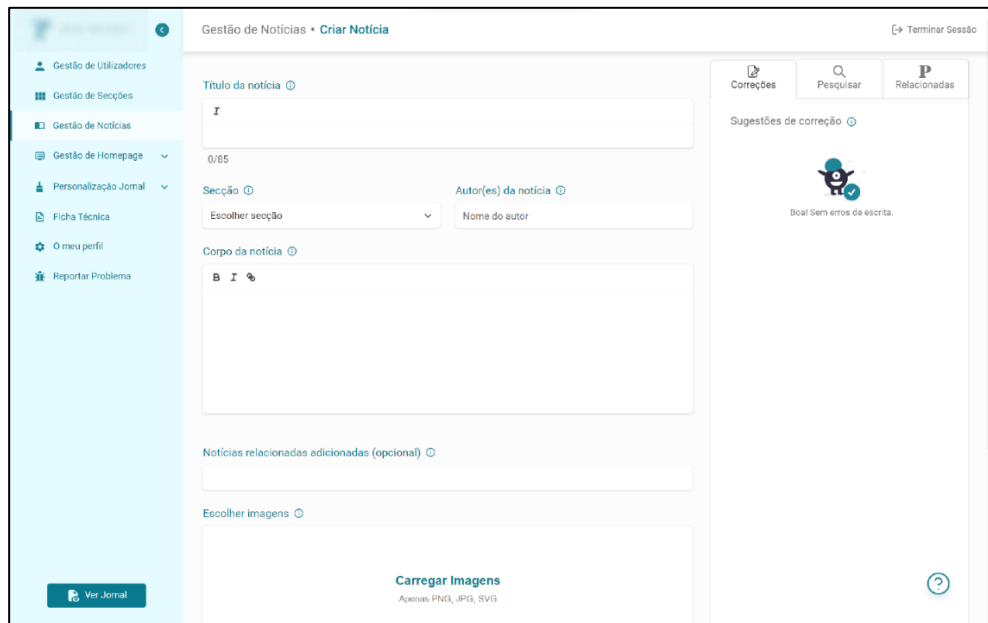 Gestão de Notícias • Criar Notícia
Terminar Sessão
Gestão de Utilizadores
Gestão de Secções
Gestão de Notícias
Gestão de Homepage
Personalização Jornal
Ficha Técnica
O meu perfil
Reportar Problema
Ver Jornal
Título da notícia
I
0/85
Secção
Autor(es) da notícia
Escolher secção
Nome do autor
Corpo da notícia
B I
Notícias relacionadas adicionadas (opcional)
Escolher imagens
Carregar Imagens
Apenas PNG, JPG, SVG
Correções
Pesquisar
P
Relacionadas
Sugestões de correção
Boa! Sem erros de escrita.
?